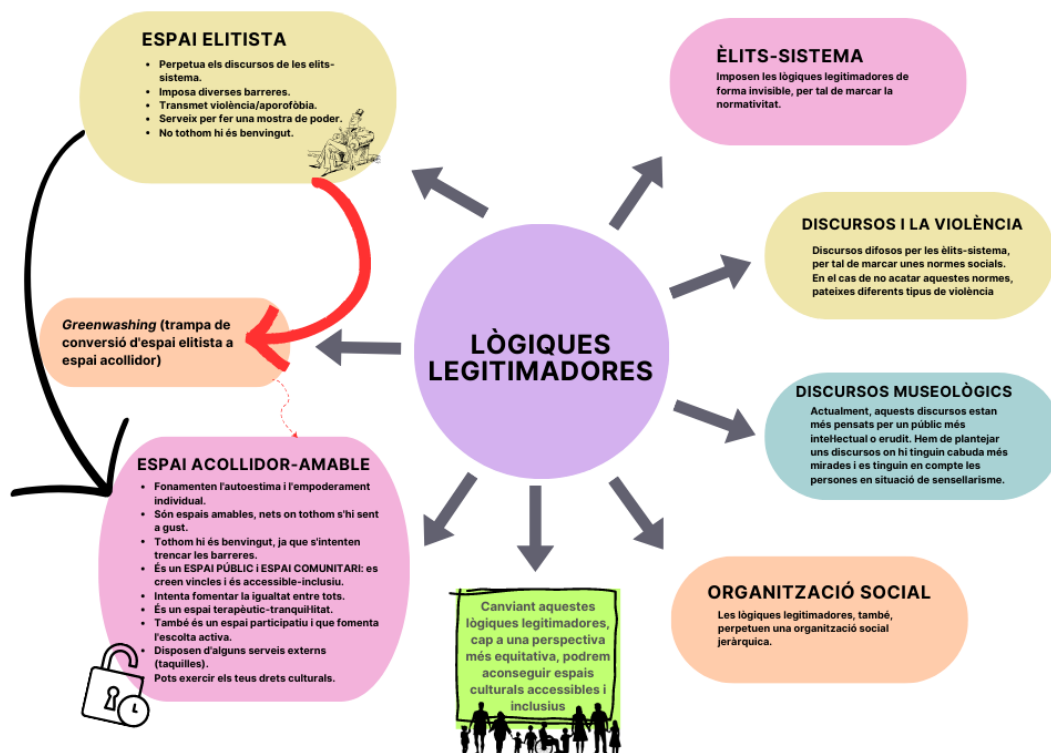 ESPAI ELITISTA
• Perpetua els discursos de les elits-
sistema.
• Imposa diverses barreres.
• Transmet violència/aporofòbia.
• Serveix per fer una mostra de poder.
• No tothom hi és benvingut.
ÈLITS-SISTEMA
Imposen les lògiques legitimadores de
forma invisible, per tal de marcar la
normativitat.
DISCURSOS I LA VIOLÈNCIA
Discursos difosos per les èlits-sistema,
per tal de marcar unes normes socials.
En el cas de no acatar aquestes normes,
pateixes diferents tipus de violència
Greenwashing (trampa de
conversió d'espai elitista a
espai acollidor)
LÒGIQUES
LEGITIMADORES
DISCURSOS MUSEOLÒGICS
Actualment, aquests discursos estan
més pensats per un públic més
intel·lectual o erudit. Hem de plantejar
uns discursos on hi tinguin cabuda més
mirades i es tinguin en compte les
persones en situació de sensellarisme.
ESPAI ACOLLIDOR-AMABLE
• Fonamenten l'autoestima i l'empoderament
individual.
• Són espais amables, nets on tothom s'hi sent
a gust.
• Tothom hi és benvingut, ja que s'intenten
trencar les barreres.
• És un ESPAI PÚBLIC i ESPAI COMUNITARI: es
creen vincles i és accessible-inclusiu.
• Intenta fomentar la igualtat entre tots.
• És un espai terapèutic-tranquil·litat.
• També és un espai participatiu i que fomenta
l'escolta activa.
• Disposen d'alguns serveis externs
(taquilles).
• Pots exercir els teus drets culturals.
Canviant aquestes
lògiques legitimadores,
cap a una perspectiva
més equitativa, podrem
aconseguir espais
culturals accessibles i
inclusius
ORGANITZACIÓ SOCIAL
Les lògiques legitimadores, també,
perpetuen una organització social
jeràrquica.